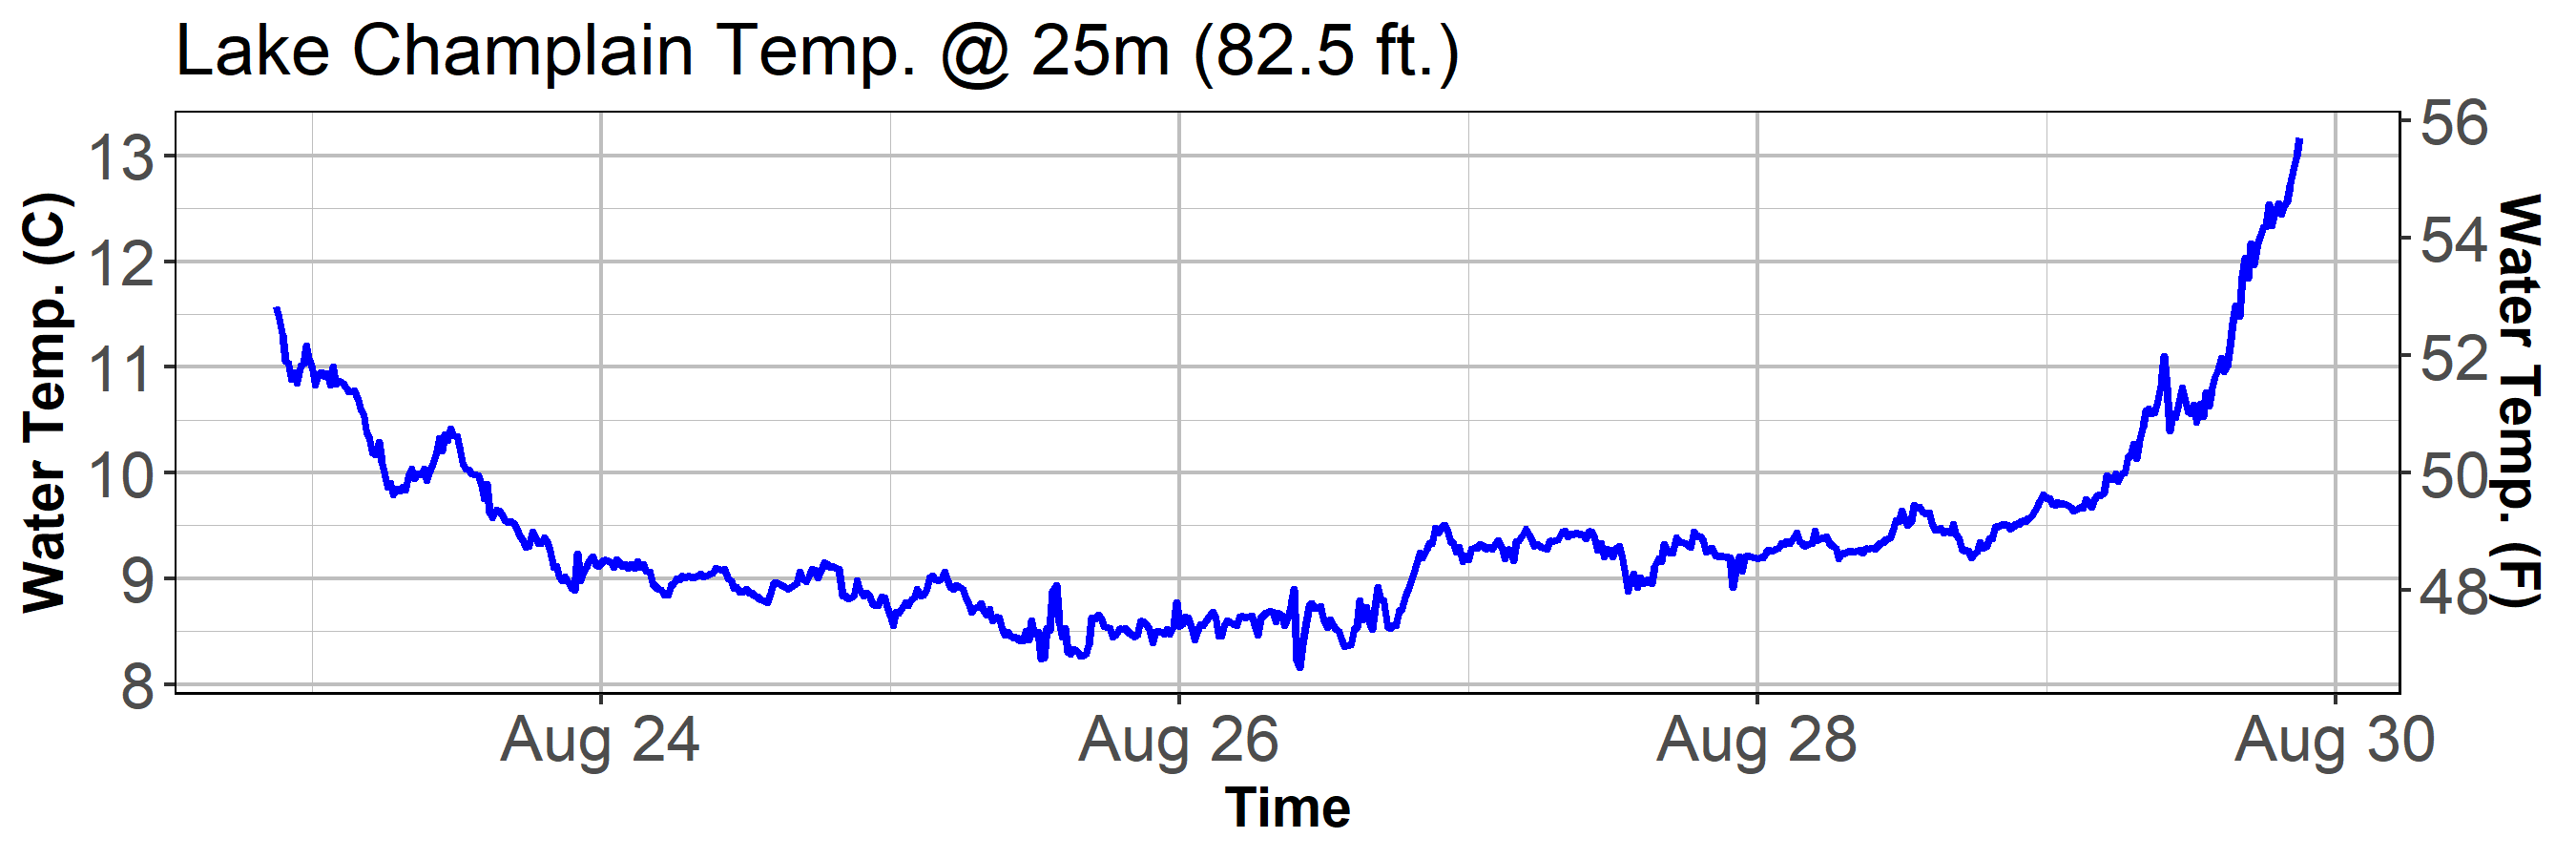 Lake Champlain Temp. @ 25m (82.5 ft.)
Water Temp. (C)
13
12
11
10
9
8
56
54
52
50
48
Water Temp. (F)
Aug 24 Aug 26 Aug 28 Aug 30
Time